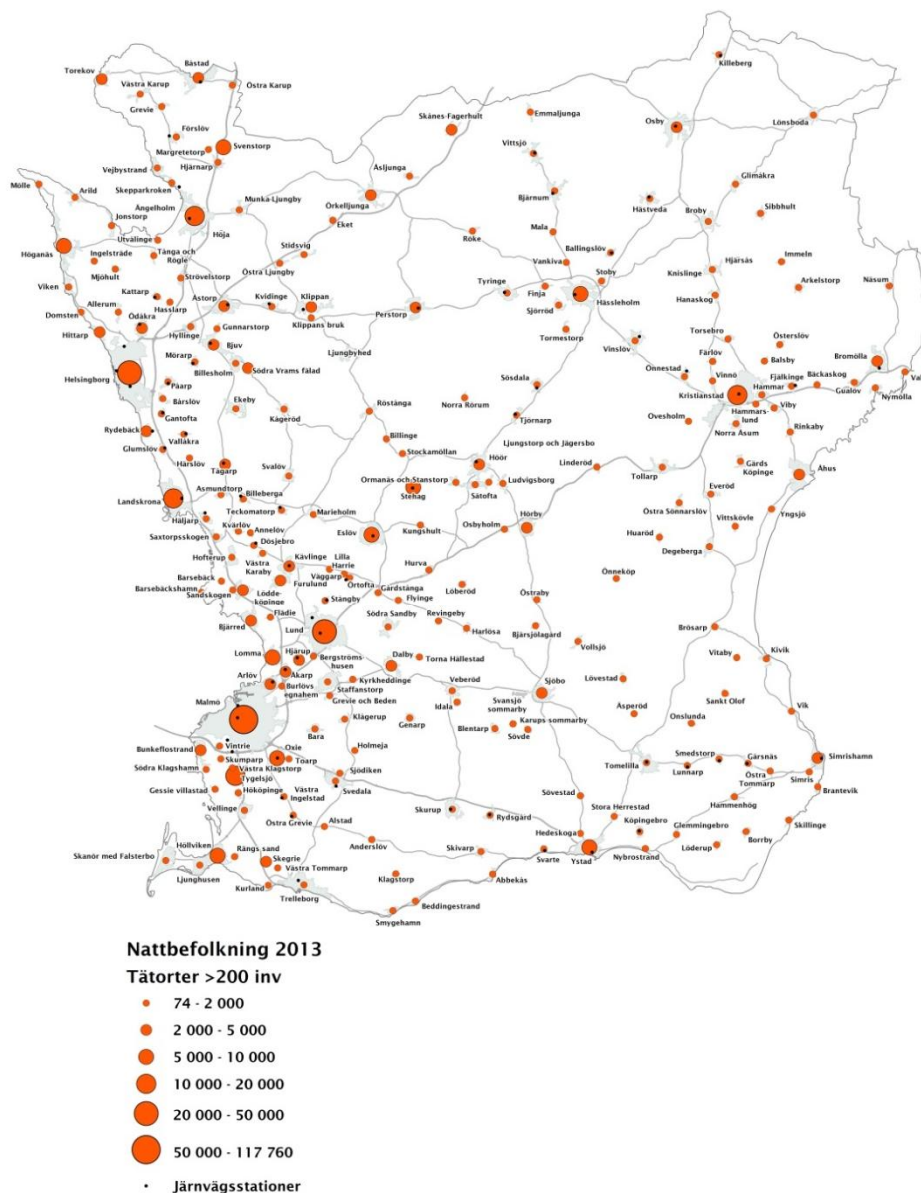 Killeberg
Båstad
Torekov
Östra Karup
Västra Karup
Grevie
Skånes-Fagerhult
Emmaljunga
Osby
Lönsboda
Förslöv
Margretetorp
Svenstorp
Vittsjö
Hjärnarp
Åsljunga
Vejbystrand
Glimåkra
Mölle
Arild
Skepparkroken
Munka-Ljungby
Örkelljunga
Bjärnum
Hästveda
Sibbhult
Ängelholm
Broby
Jonstorp
Höja
Eket
Röke
Mala
Utvälinge
Stidsvig
Ballingslöv
Höganäs
Ingelsträde
Tånga och
Rögle
Östra Ljungby
Vankiva
Stoby
Knislinge
Hjärsås
Immeln
Mjöhult
Strövelstorp
Tyringe
Finja
Arkelstorp
Näsum
Viken
Kattarp
Åstorp
Kvidinge
Klippan
Perstorp
Sjörröd
Hässleholm
Hanaskog
Domsten
Allerum
Hasslarp
Ödåkra
Gunnarstorp
Klippans bruk
Tormestorp
Torsebro
Österslöv
Hittarp
Hyllinge
Bjuv
Ljungbyhed
Vinslöv
Färlöv
Balsby
Bromölla
Mörarp
Billesholm
Södra Vrams fälad
Önnestad
Vinnö
Fjälkinge
Bäckaskog
Helsingborg
Påarp
Sösdala
Kristianstad
Hammar
Gualöv
Nymölla
Bårslöv
Ekeby
Kågeröd
Röstånga
Norra Rörum
Tjörnarp
Ovesholm
Hammars-
lund
Viby
Gantofta
Norra Åsum
Rinkaby
Rydebäck
Vallåkra
Billinge
Ljungstorp och Jägersbo
Glumslöv
Stockamöllan
Höör
Härslöv
Tågarp
Svalöv
Linderöd
Tollarp
Gärds
Köpinge
Åhus
Asmundtorp
Billeberga
Ormanäs och Stanstorp
Stehag
Sätofta
Ludvigsborg
Everöd
Landskrona
Teckomatorp
Marieholm
Östra Sönnarslöv
Vittskövle
Yngsjö
Häljarp
Kvärlöv
Annelöv
Eslöv
Kungshult
Osbyholm
Hörby
Huaröd
Saxtorpsskogen
Dösjebro
Degeberga
Hofterup
Västra
Karaby
Kävlinge
Lilla
Harrie
Hurva
Väggarp
Örtofta
Önneköp
Barsebäck
Furulund
Gårdstånga
Löberöd
Barsebäckshamn
Sandskogen
Lödde-
köpinge
Stångby
Flyinge
Östraby
Flädie
Södra Sandby
Revingeby
Bjärred
Lund
Harlösa
Bjärsjölagård
Brösarp
Vollsjö
Lomma
Hjärup
Bergströms-
husen
Dalby
Torna Hällestad
Vitaby
Kivik
Arlöv
Åkarp
Kyrkheddinge
Burlövs
egnahem
Staffanstorp
Veberöd
Sjöbo
Lövestad
Malmö
Grevie och Beden
Idala
Svansjö
sommarby
Sankt Olof
Klågerup
Genarp
Äsperöd
Vik
Bara
Blentarp
Karups sommarby
Onslunda
Sövde
Bunkeflostrand
Vintrie
Oxie
Holmeja
Skumparp
Toarp
Smedstorp
Gärsnäs
Simrishamn
Södra Klagshamn
Västra Klagstorp
Tygelsjö
Sjödiken
Tomelilla
Lunnarp
Östra
Tommarp
Simris
Gessie villastad
Hököpinge
Västra
Ingelstad
Svedala
Brantevik
Sövestad
Hammenhög
Vellinge
Skurup
Rydsgård
Stora Herrestad
Östra Grevie
Alstad
Köpingebro
Skillinge
Hedeskoga
Glemmingebro
Borrby
Höllviken
Rängs sand
Anderslöv
Skivarp
Löderup
Skanör med Falsterbo
Skegrie
Svarte
Ystad
Nybrostrand
Ljunghusen
Västra Tommarp
Klagstorp
Abbekås
Kurland
Trelleborg
Beddingestrand
Smygehamn
Nattbefolkning 2013
Tätorter >200 inv
74 - 2 000
2 000 - 5 000
5 000 - 10 000
10 000 - 20 000
20 000 - 50 000
50 000 - 117 760
Järnvägsstationer